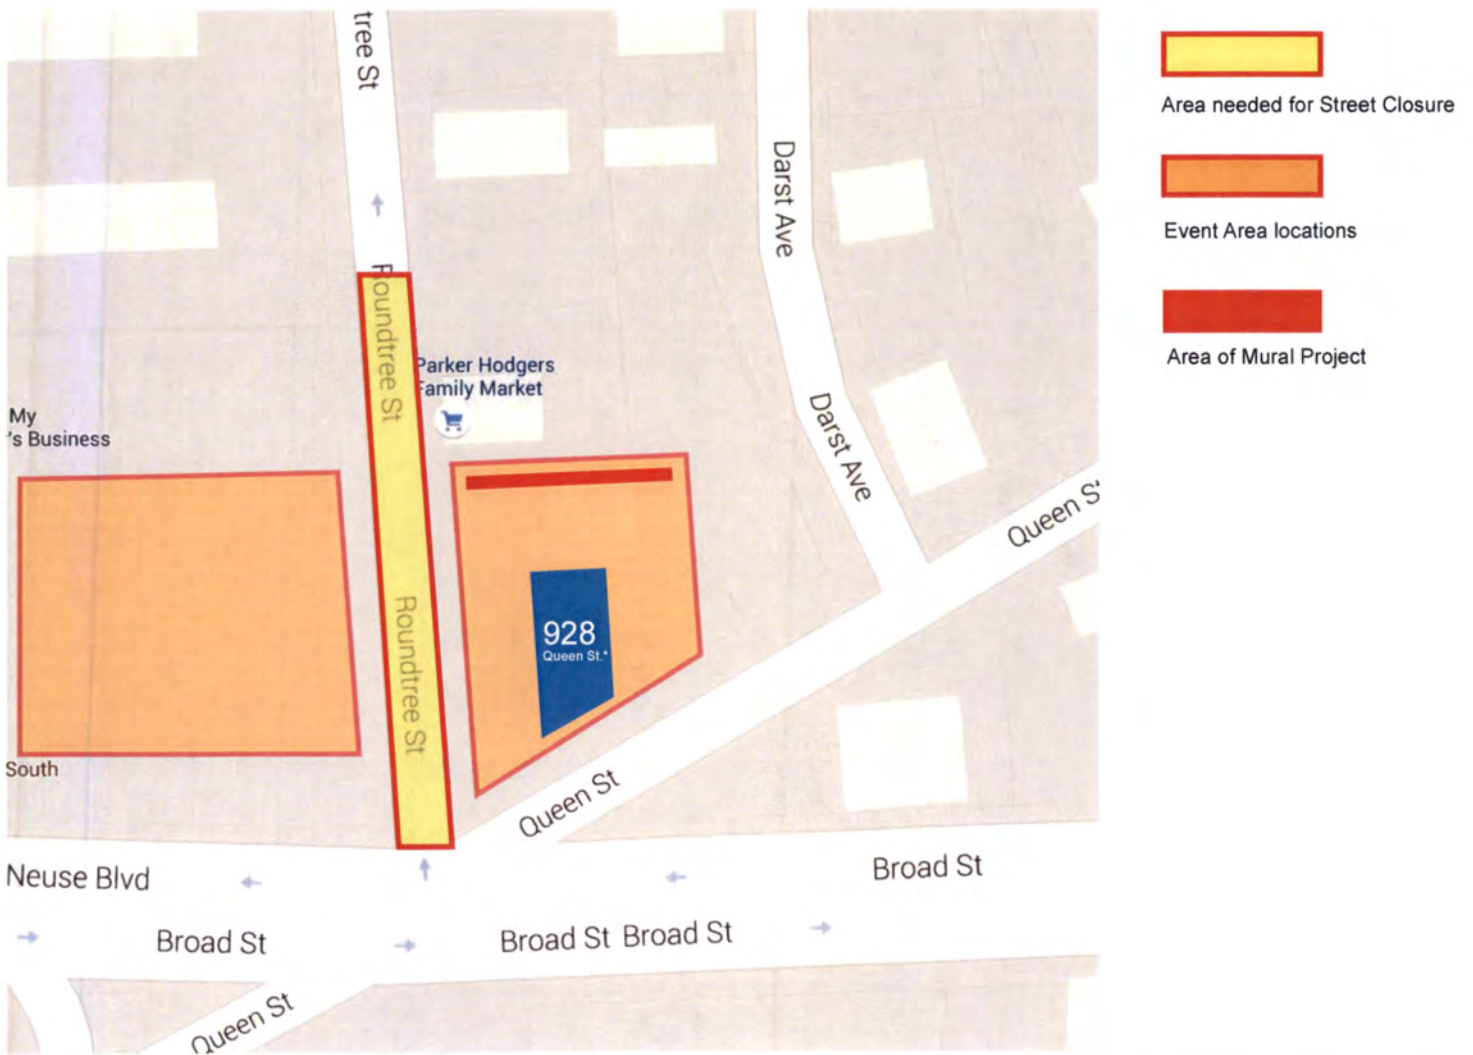 tree St
Area needed for Street Closure
Darst Ave
Event Area locations
Roundtree St
Parker Hodgers
Family Market
Area of Mural Project
My
's Business
Darst Ave
Queen S
Roundtree St
928
Queen St.*
South
Queen St
Neuse Blvd
Broad St
Broad St
Broad St Broad St
Queen St